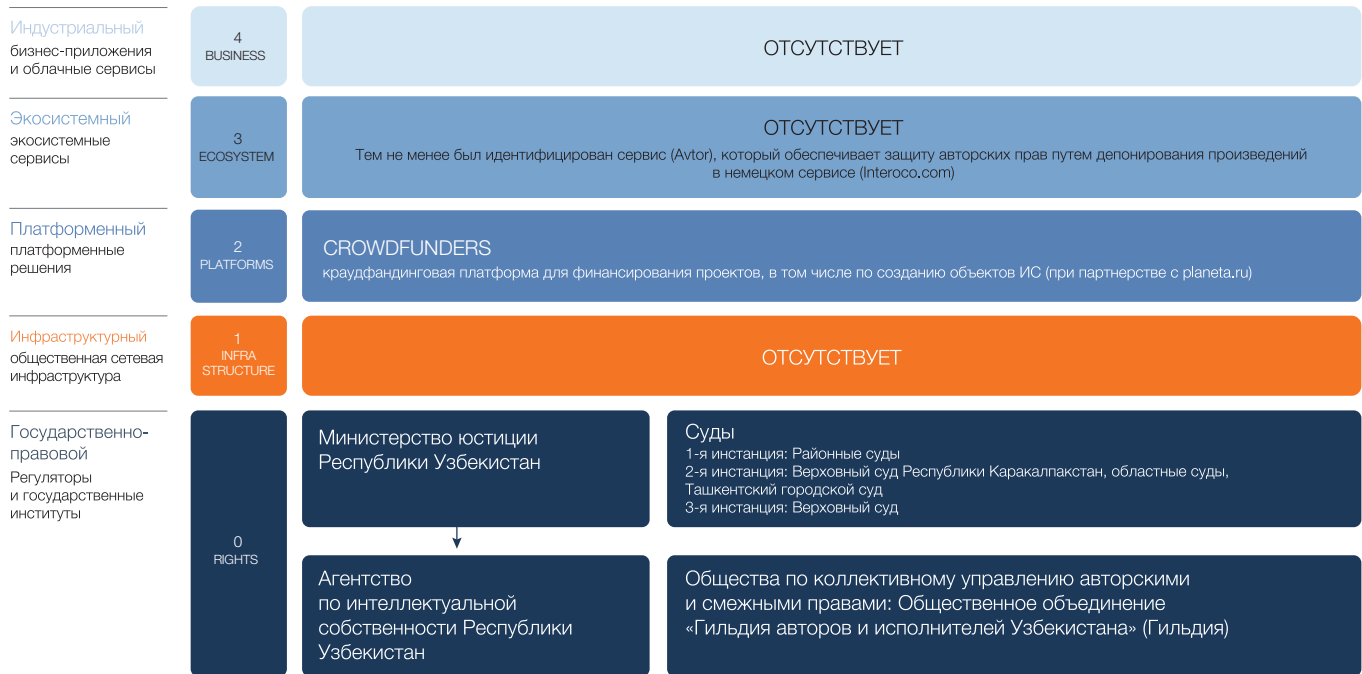 Индустриальный
бизнес-приложения
и облачные сервисы
4
BUSINESS
ОТСУТСТВУЕТ
Экосистемный
экосистемные
сервисы
3
ECOSYSTEM
ОТСУТСТВУЕТ
Тем не менее был идентифицирован сервис (Avtor), который обеспечивает защиту авторских прав путем депонирования произведений
в немецком сервисе (Interoco.com)
Платформенный
платформенные
решения
2
PLATFORMS
CROWDFUNDERS
краудфандинговая платформа для финансирования проектов, в том числе по созданию объектов ИС (при партнерстве с planeta.ru)
Инфраструктурный
общественная сетевая
инфраструктура
1
INFRA
STRUCTURE
ОТСУТСТВУЕТ
Государственно-
правовой
Регуляторы
и государственные
институты
0
RIGHTS
Министерство юстиции
Республики Узбекистан
Суды
1-я инстанция: Районные суды
2-я инстанция: Верховный суд Республики Каракалпакстан, областные суды,
Ташкентский городской суд
3-я инстанция: Верховный суд
Агентство
по интеллектуальной
собственности Республики
Узбекистан
Общества по коллективному управлению авторскими
и смежными правами: Общественное объединение
«Гильдия авторов и исполнителей Узбекистана» (Гильдия)